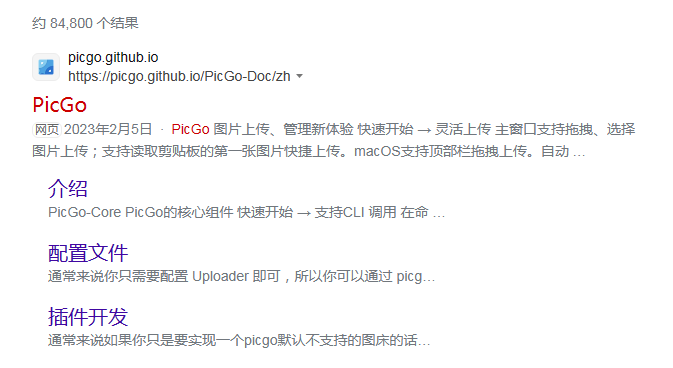 约 84,800 个结果
picgo.github.io
https://picgo.github.io/PicGo-Doc/zh
PicGo
网页 2023年2月5日 · PicGo 图片上传、管理新体验 快速开始 → 灵活上传 主窗口支持拖拽、选择
图片上传；支持读取剪贴板的第一张图片快捷上传。macOS支持顶部栏拖拽上传。自动 ...
介绍
PicGo-Core PicGo的核心组件 快速开始 → 支持CLI 调用 在命 ...
配置文件
通常来说你只需要配置 Uploader 即可，所以你可以通过 picg...
插件开发
通常来说如果你只是要实现一个picgo默认不支持的图床的话...